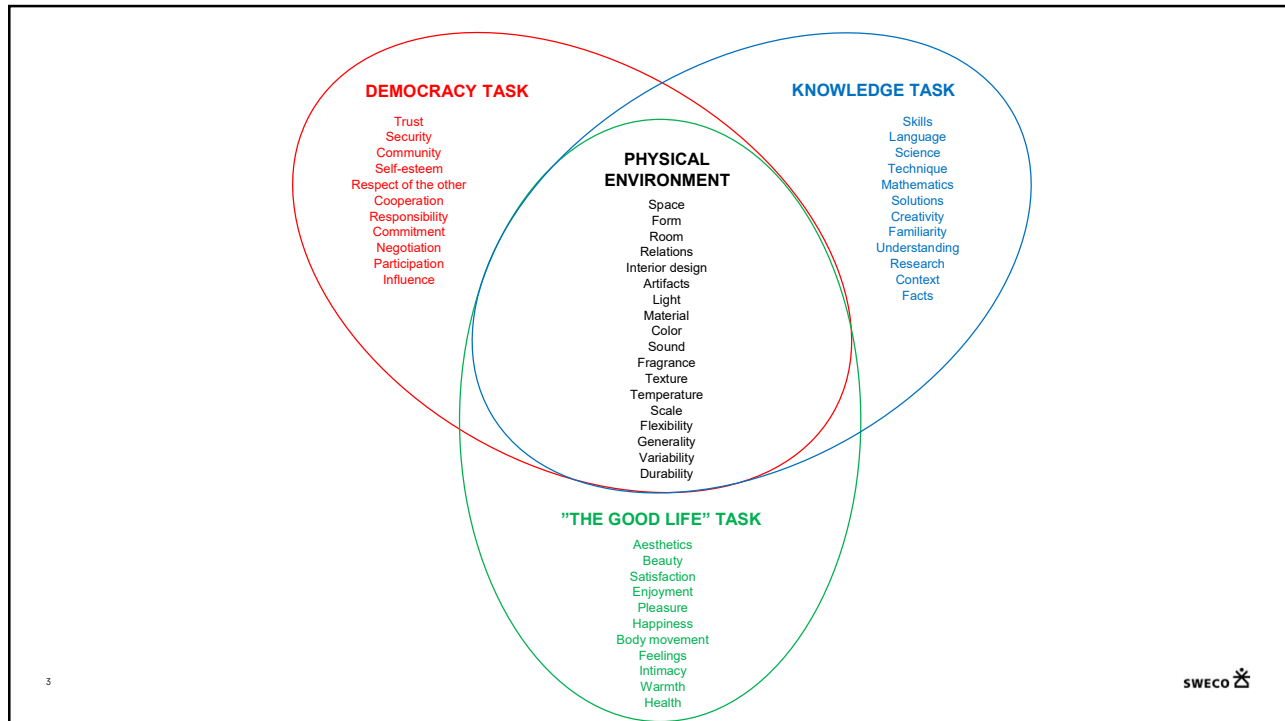 DEMOCRACY TASK
Trust
Security
Community
Self-esteem
Respect of the other
Cooperation
Responsibility
Commitment
Negotiation
Participation
Influence
KNOWLEDGE TASK
Skills
Language
Science
Technique
Mathematics
Solutions
Creativity
Familiarity
Understanding
Research
Context
Facts
PHYSICAL
ENVIRONMENT
Space
Form
Room
Relations
Interior design
Artifacts
Light
Material
Color
Sound
Fragrance
Texture
Temperature
Scale
Flexibility
Generality
Variability
Durability
”THE GOOD LIFE” TASK
Aesthetics
Beauty
Satisfaction
Enjoyment
Pleasure
Happiness
Body movement
Feelings
Intimacy
Warmth
Health
3
SWECO